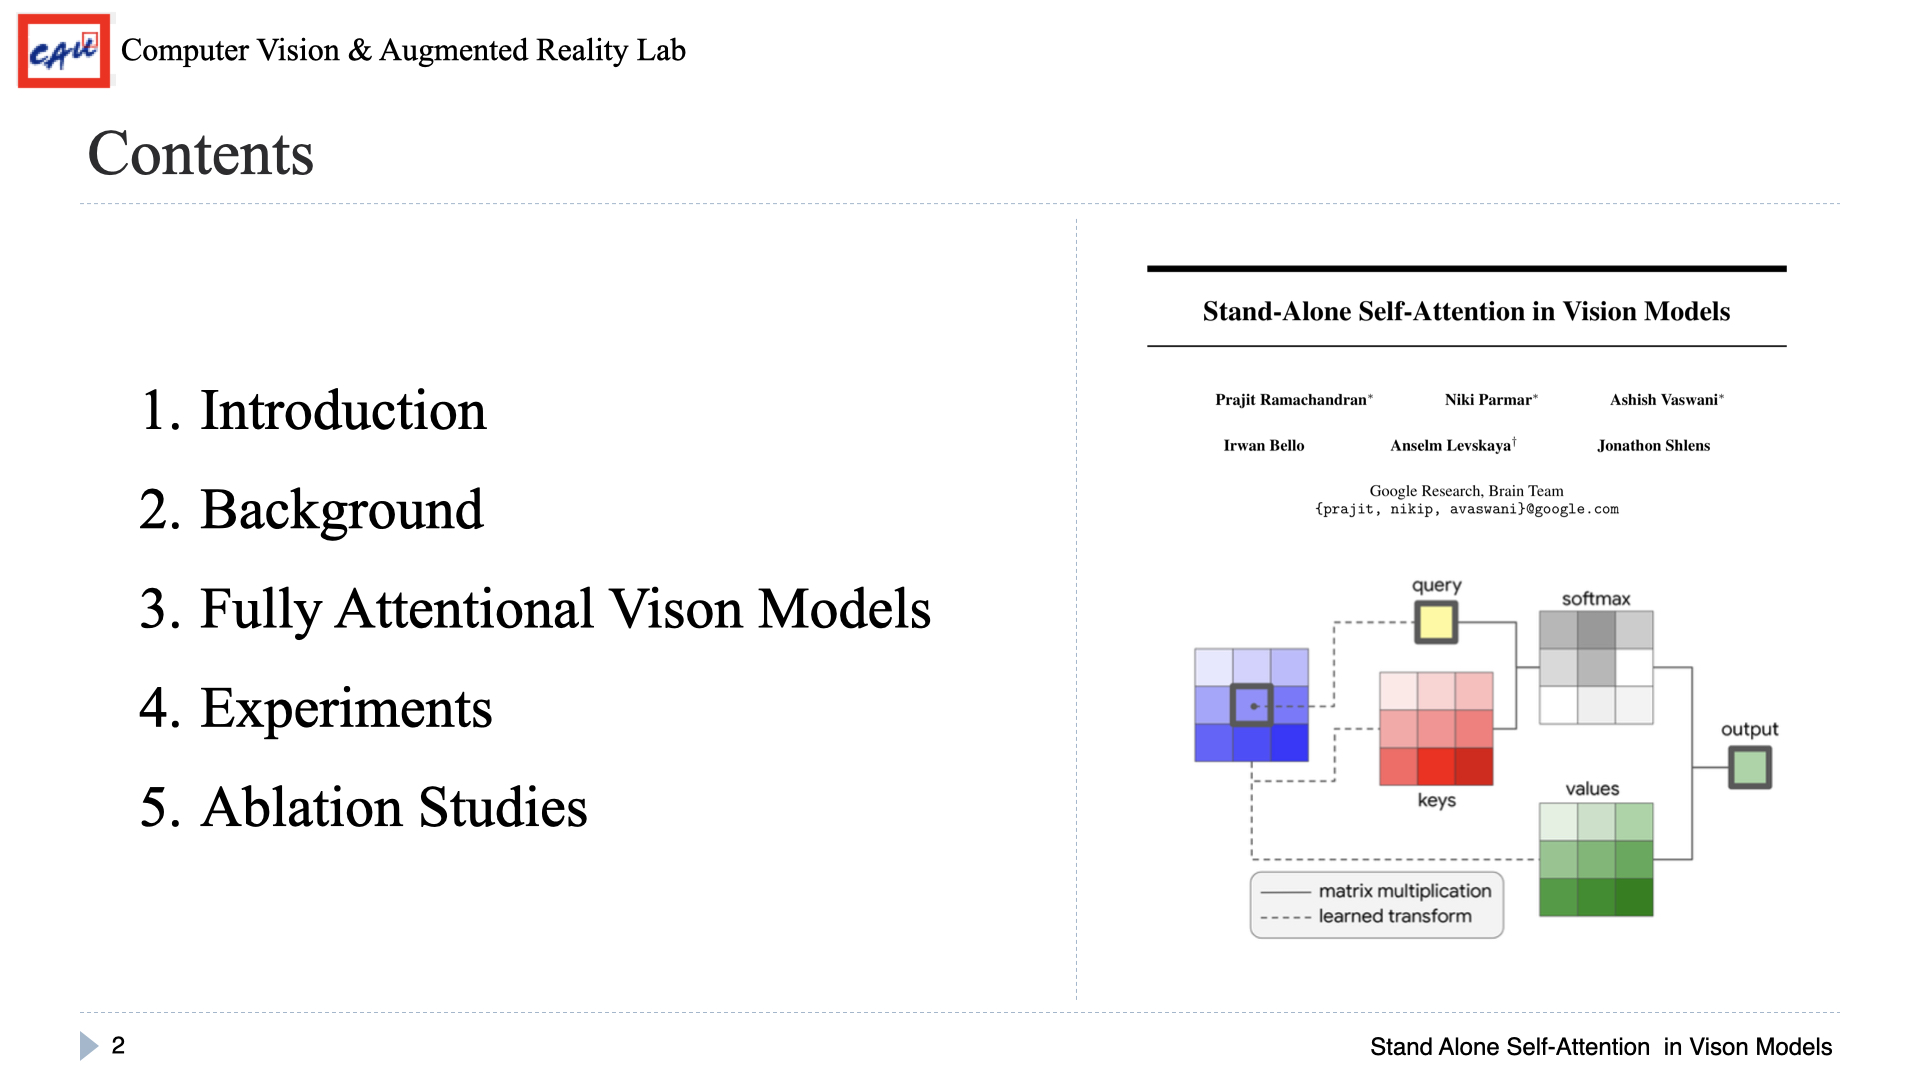 CAU
Computer Vision & Augmented Reality Lab
Contents
1. Introduction
2. Background
3. Fully Attentional Vison Models
4. Experiments
5. Ablation Studies
Stand-Alone Self-Attention in Vision Models
Prajit Ramachandran* Niki Parmar* Ashish Vaswani*
Irwan Bello Anselm Levskaya† Jonathon Shlens
Google Research, Brain Team
{prajit, nikip, avaswani}@google.com
query
softmax
keys
output
values
matrix multiplication
learned transform
2
Stand Alone Self-Attention  in Vison Models